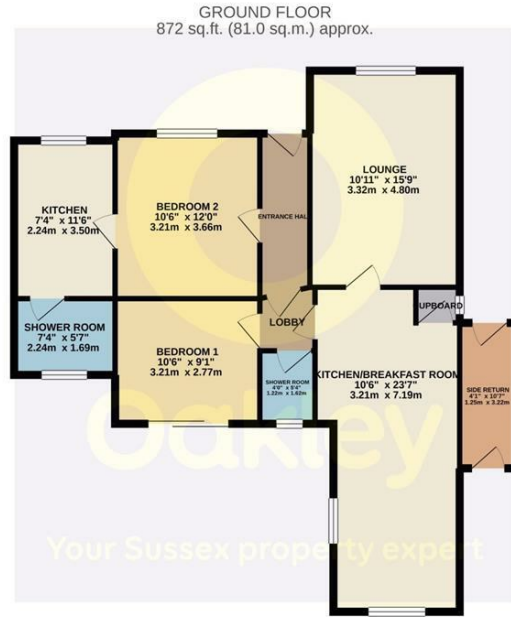 GROUND FLOOR
872 sq.ft. (81.0 sq.m.) approx.
LOUNGE
10'11" x 15'9"
3.32m x 4.80m
KITCHEN
7'4" x 11'6"
2.24m x 3.50m
BEDROOM 2
10'6" x 12'0"
3.21m x 3.66m
ENTRANCE HAL
UPBOARD
LOBBY
SHOWER ROOM
7'4" x 5'7"
2.24m x 1.69m
BEDROOM 1
10'6" x 9'1"
3.21m x 2.77m
SHOWER ROOM
4'0" x 5'4"
1.22m x 1.62m
KITCHEN/BREAKFAST ROOM
10'6" x 23'7"
3.21m x 7.19m
SIDE RETURN
4'1" x 10'7"
1.25m x 3.22m
Oakley
Your Sussex property expert